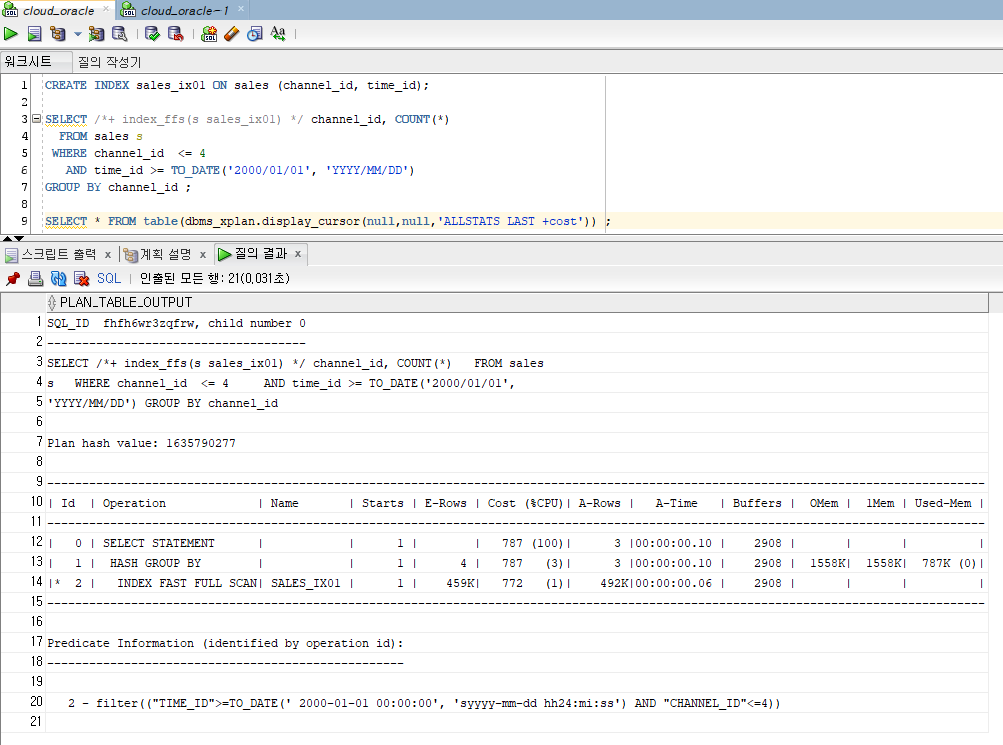 cloud_oracle × cloud_oracle~1 ×
워크시트 질의 작성기
1 CREATE INDEX sales_ix01 ON sales (channel_id, time_id);
2
3 SELECT /*+ index_ffs(s sales_ix01) */ channel_id, COUNT(*)
4 FROM sales s
5 WHERE channel_id <= 4
6 AND time_id >= TO_DATE('2000/01/01', 'YYYY/MM/DD')
7 GROUP BY channel_id ;
8
9 SELECT * FROM table(dbms_xplan.display_cursor(null,null,'ALLSTATS LAST +cost')) ;
스크립트 출력 × 계획 설명 × 질의 결과 ×
SQL | 인출된 모든 행: 21(0,031초)
PLAN_TABLE_OUTPUT
1 SQL_ID fhfh6wr3zqfrw, child number 0
2 -------------------------------------
3 SELECT /*+ index_ffs(s sales_ix01) */ channel_id, COUNT(*) FROM sales
4 s WHERE channel_id <= 4 AND time_id >= TO_DATE('2000/01/01',
5 'YYYY/MM/DD') GROUP BY channel_id
6
7 Plan hash value: 1635790277
8
9 --------------------------------------------------------------------------------------------------------------------------------------
10 | Id | Operation | Name | Starts | E-Rows | Cost (%CPU)| A-Rows | A-Time | Buffers | OMem | 1Mem | Used-Mem |
11 --------------------------------------------------------------------------------------------------------------------------------------
12 | 0 | SELECT STATEMENT | | 1 | | 787 (100)| 3 |00:00:00.10 | 2908 | | | |
13 | 1 | HASH GROUP BY | | 1 | 4 | 787 (3)| 3 |00:00:00.10 | 2908 | 1558K| 1558K| 787K (0)|
14 |* 2 | INDEX FAST FULL SCAN| SALES_IX01 | 1 | 459K| 772 (1)| 492K|00:00:00.06 | 2908 | | | |
15 --------------------------------------------------------------------------------------------------------------------------------------
16
17 Predicate Information (identified by operation id):
18 ---------------------------------------------------
19
20 2 - filter(("TIME_ID">=TO_DATE(' 2000-01-01 00:00:00', 'syyyy-mm-dd hh24:mi:ss') AND "CHANNEL_ID"<=4))
21